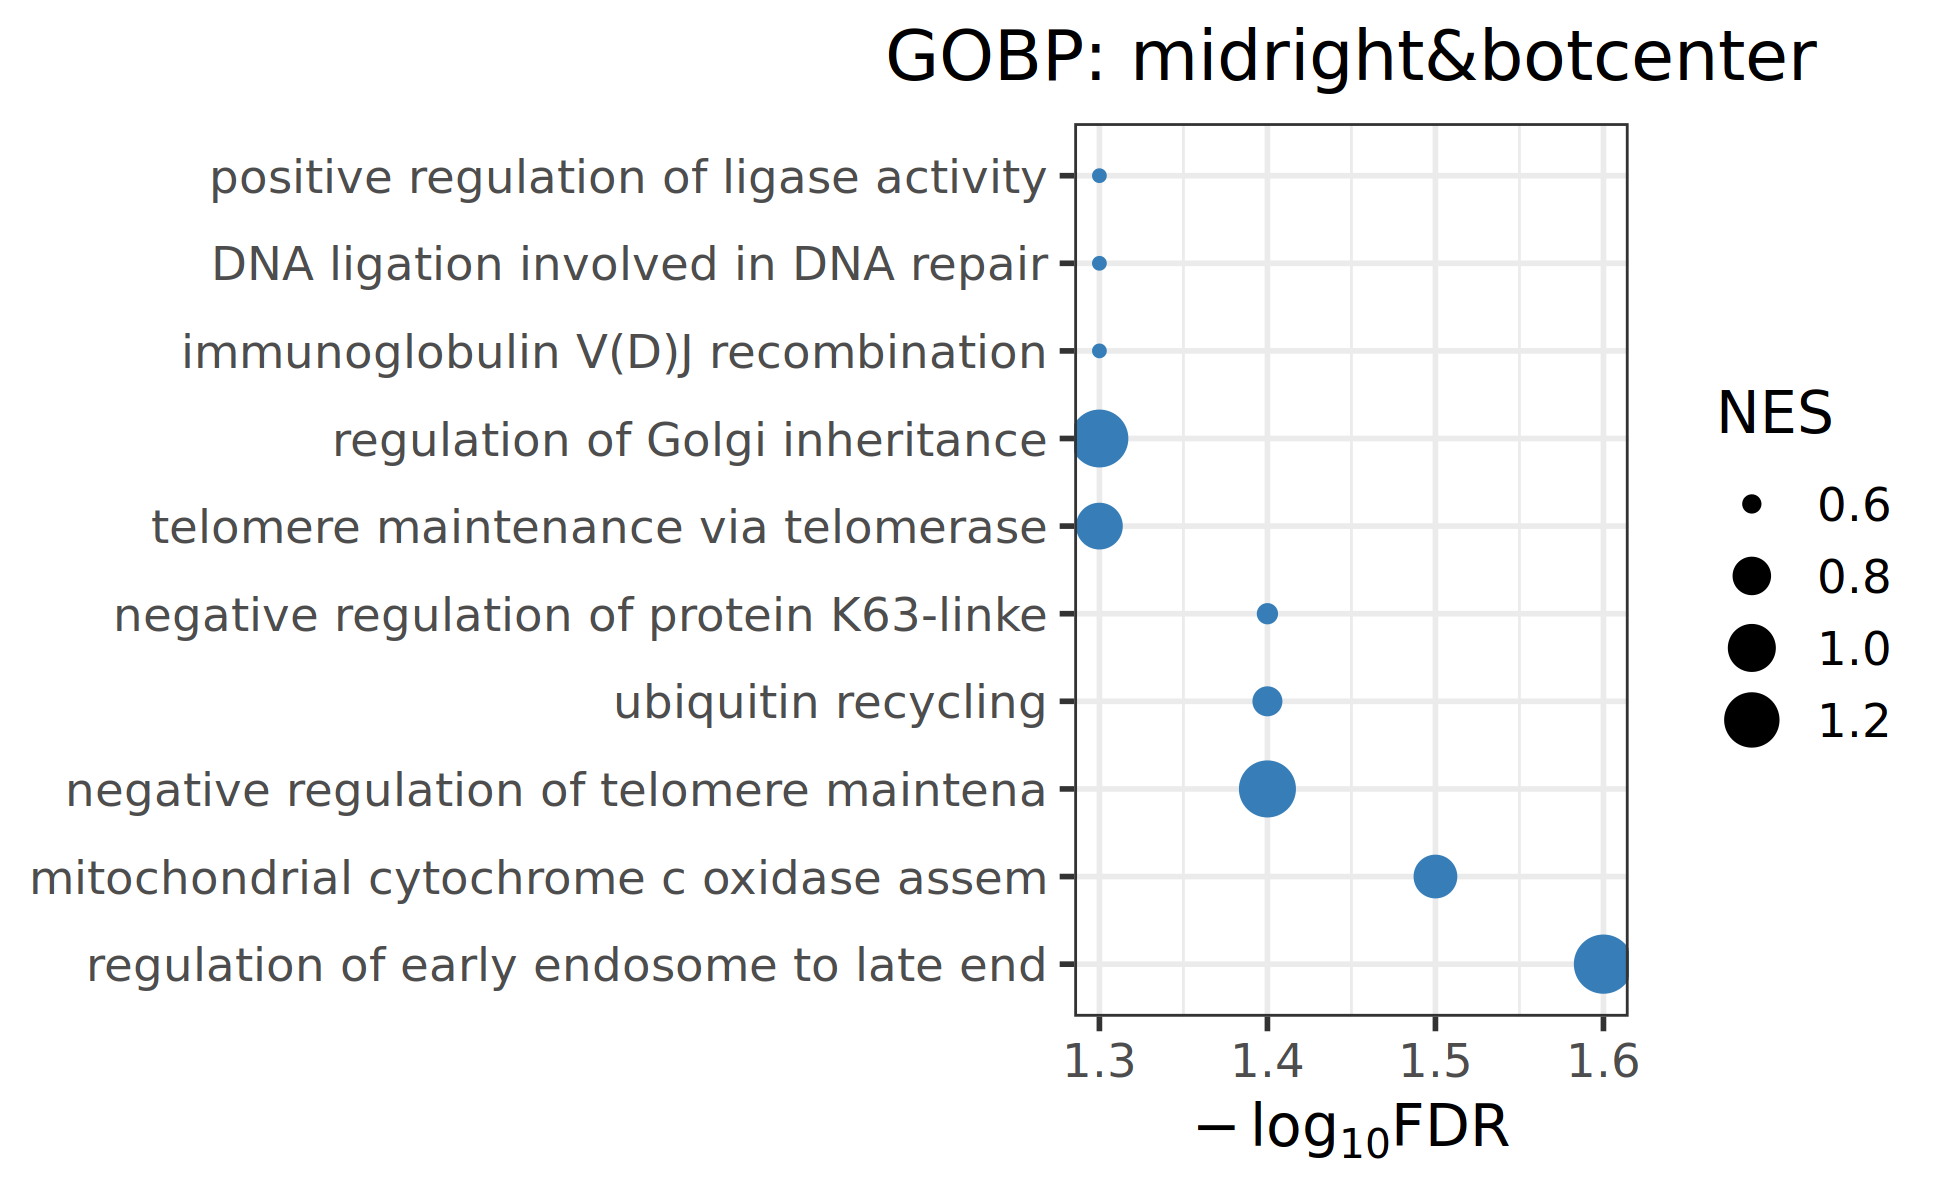 GOBP: midright&botcenter
positive regulation of ligase activity
DNA ligation involved in DNA repair
immunoglobulin V(D)J recombination
regulation of Golgi inheritance
telomere maintenance via telomerase
negative regulation of protein K63-linke
ubiquitin recycling
negative regulation of telomere maintena
mitochondrial cytochrome c oxidase assem
regulation of early endosome to late end
1.3 1.4 1.5 1.6
−log₁₀FDR
NES
0.6
0.8
1.0
1.2